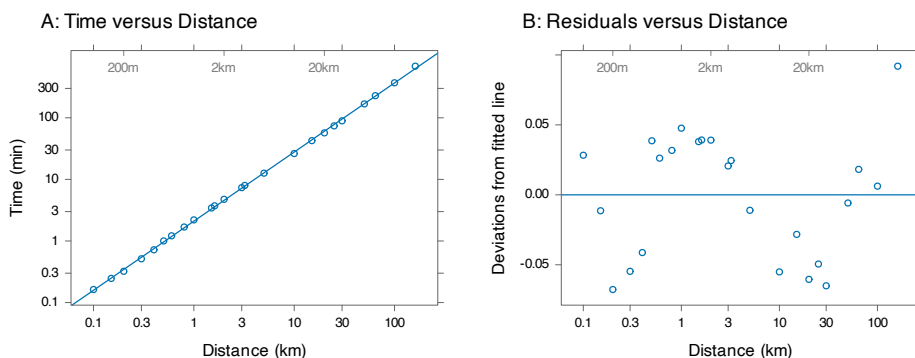 A: Time versus Distance
200m 2km 20km
Time (min)
300
100
30
10
3
1
0.3
0.1
0.1 0.3 1 3 10 30 100
Distance (km)
B: Residuals versus Distance
200m 2km 20km
Deviations from fitted line
0.05
0.00
-0.05
0.1 0.3 1 3 10 30 100
Distance (km)